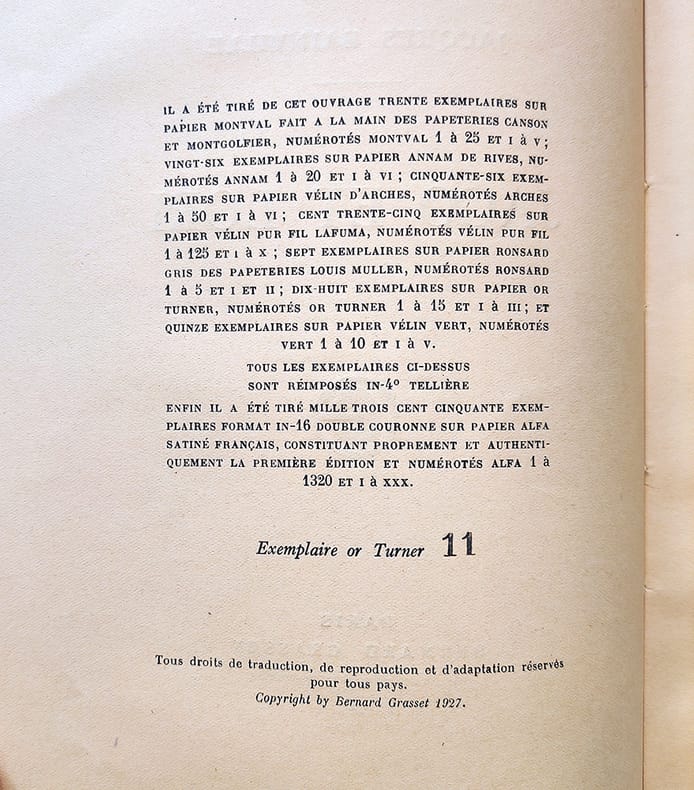 IL A ÉTÉ TIRÉ DE CET OUVRAGE TRENTE EXEMPLAIRES SUR
PAPIER MONTVAL FAIT A LA MAIN DES PAPETERIES CANSON
ET MONTGOLFIER, NUMÉROTÉS MONTVAL 1 à 25 ET I à V;
VINGT-SIX EXEMPLAIRES SUR PAPIER ANNAM DE RIVES, NU-
MÉROTÉS ANNAM 1 à 20 ET I à VI ; CINQUANTE-SIX EXEM-
PLAIRES SUR PAPIER VÉLIN D'ARCHES, NUMÉROTÉS ARCHES
1 à 50 ET I à VI ; CENT TRENTE-CINQ EXEMPLAIRES SUR
PAPIER VÉLIN PUR FIL LAFUMA, NUMÉROTÉS VÉLIN PUR FIL
1 à 125 ET I à X ; SEPT EXEMPLAIRES SUR PAPIER RONSARD
GRIS DES PAPETERIES LOUIS MULLER, NUMÉROTÉS RONSARD
1 à 5 ET I ET II ; DIX-HUIT EXEMPLAIRES SUR PAPIER OR
TURNER, NUMÉROTÉS OR TURNER 1 à 15 ET I à III ; ET
QUINZE EXEMPLAIRES SUR PAPIER VÉLIN VERT, NUMÉROTÉS
VERT 1 à 10 ET I à V.
TOUS LES EXEMPLAIRES CI-DESSUS
SONT RÉIMPOSÉS IN-4° TELLIÈRE
ENFIN IL A ÉTÉ TIRÉ MILLE TROIS CENT CINQUANTE EXEM-
PLAIRES FORMAT IN-16 DOUBLE COURONNE SUR PAPIER ALFA
SATINÉ FRANÇAIS, CONSTITUANT PROPREMENT ET AUTHENTI-
QUEMENT LA PREMIÈRE ÉDITION ET NUMÉROTÉS ALFA 1 à
1320 ET I à XXX.
Exemplaire or Turner 11
Tous droits de traduction, de reproduction et d'adaptation réservés
pour tous pays.
Copyright by Bernard Grasset 1927.